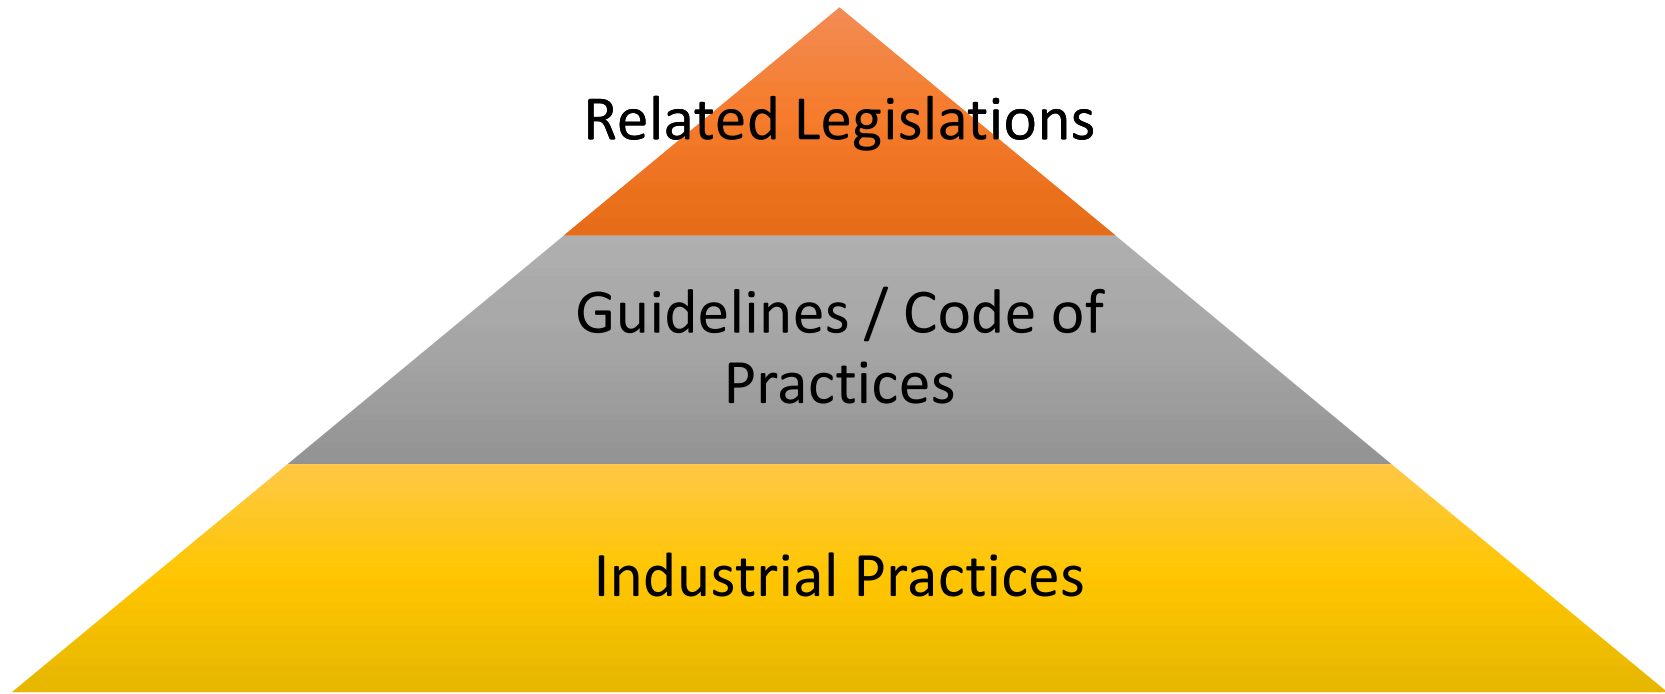 Related Legislations
Guidelines / Code of
Practices
Industrial Practices